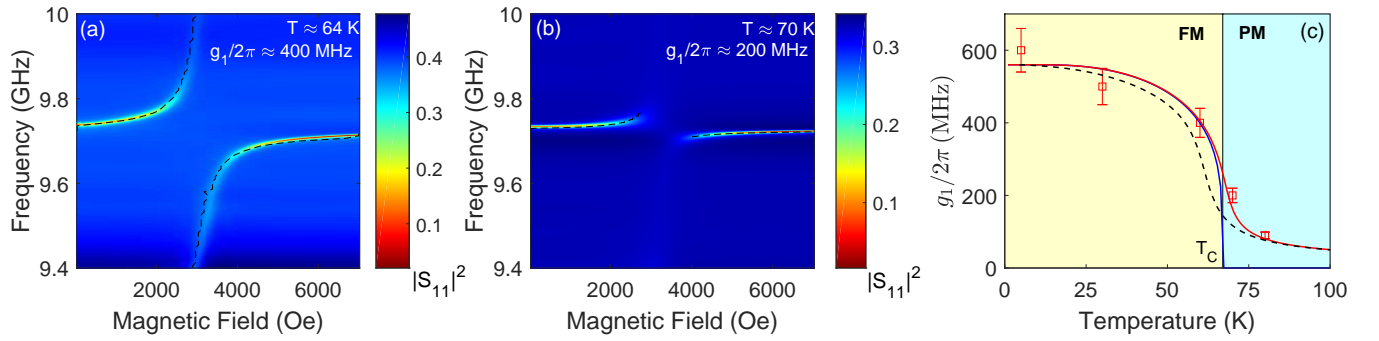 (a)
T ≈ 64 K
g₁/2π ≈ 400 MHz
10
9.8
9.6
9.4
Frequency (GHz)
2000 4000 6000
Magnetic Field (Oe)
0.4
0.3
0.2
0.1
|S₁₁|²
(b)
T ≈ 70 K
g₁/2π ≈ 200 MHz
10
9.8
9.6
9.4
Frequency (GHz)
2000 4000 6000
Magnetic Field (Oe)
0.3
0.2
0.1
|S₁₁|²
FM PM (c)
600
400
200
0
g₁/2π (MHz)
T_C
0 25 50 75 100
Temperature (K)